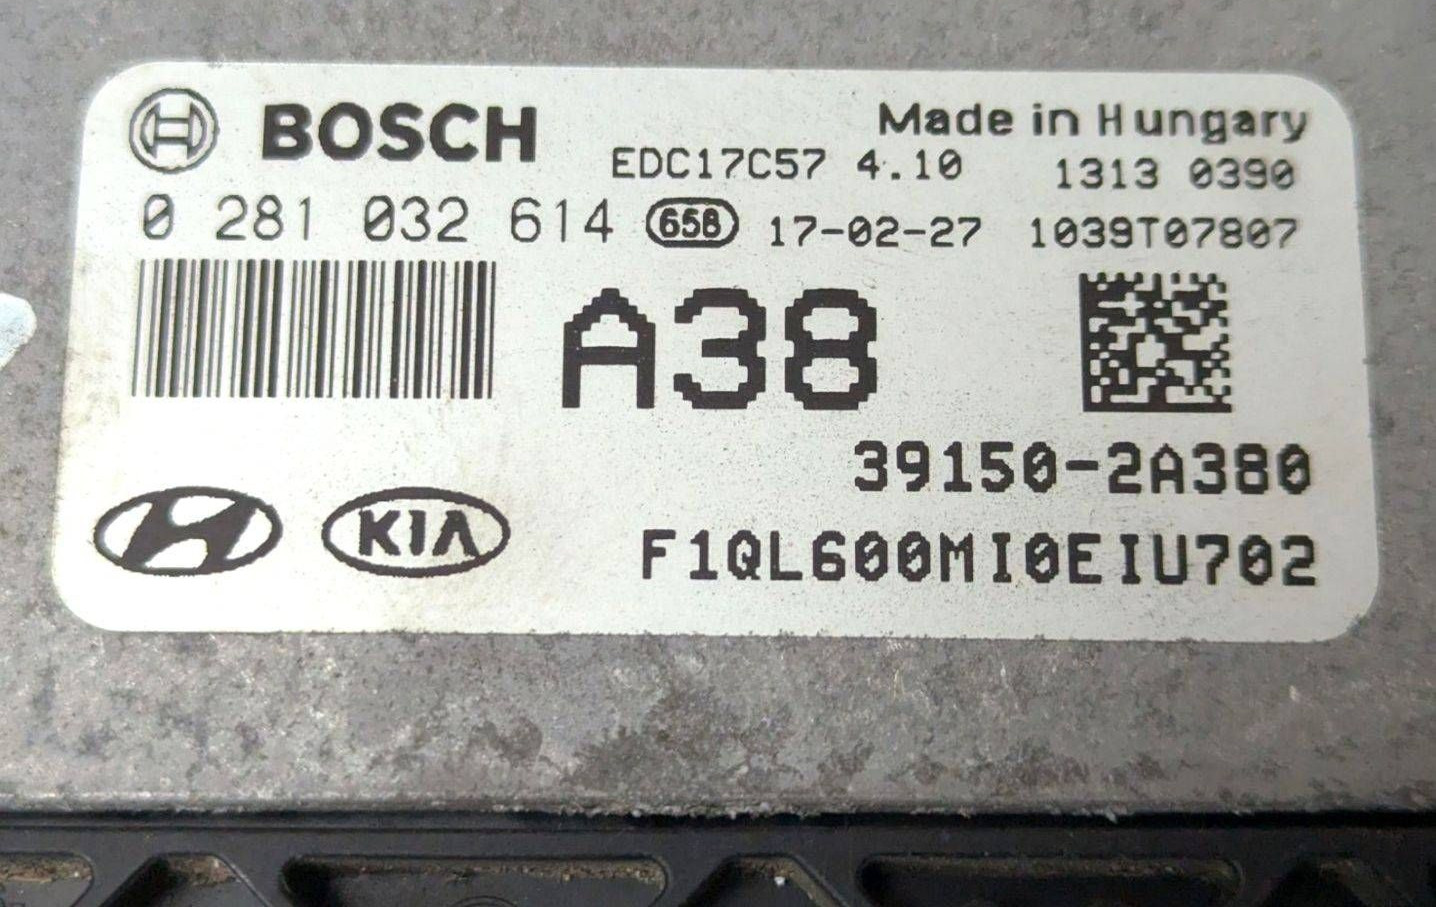 BOSCH
Made in Hungary
EDC17C57 4.10
1313 0390
0 281 032 614 658 17-02-27 1039T07807
A38
39150-2A380
KIA
F1QL600MI0EIU702